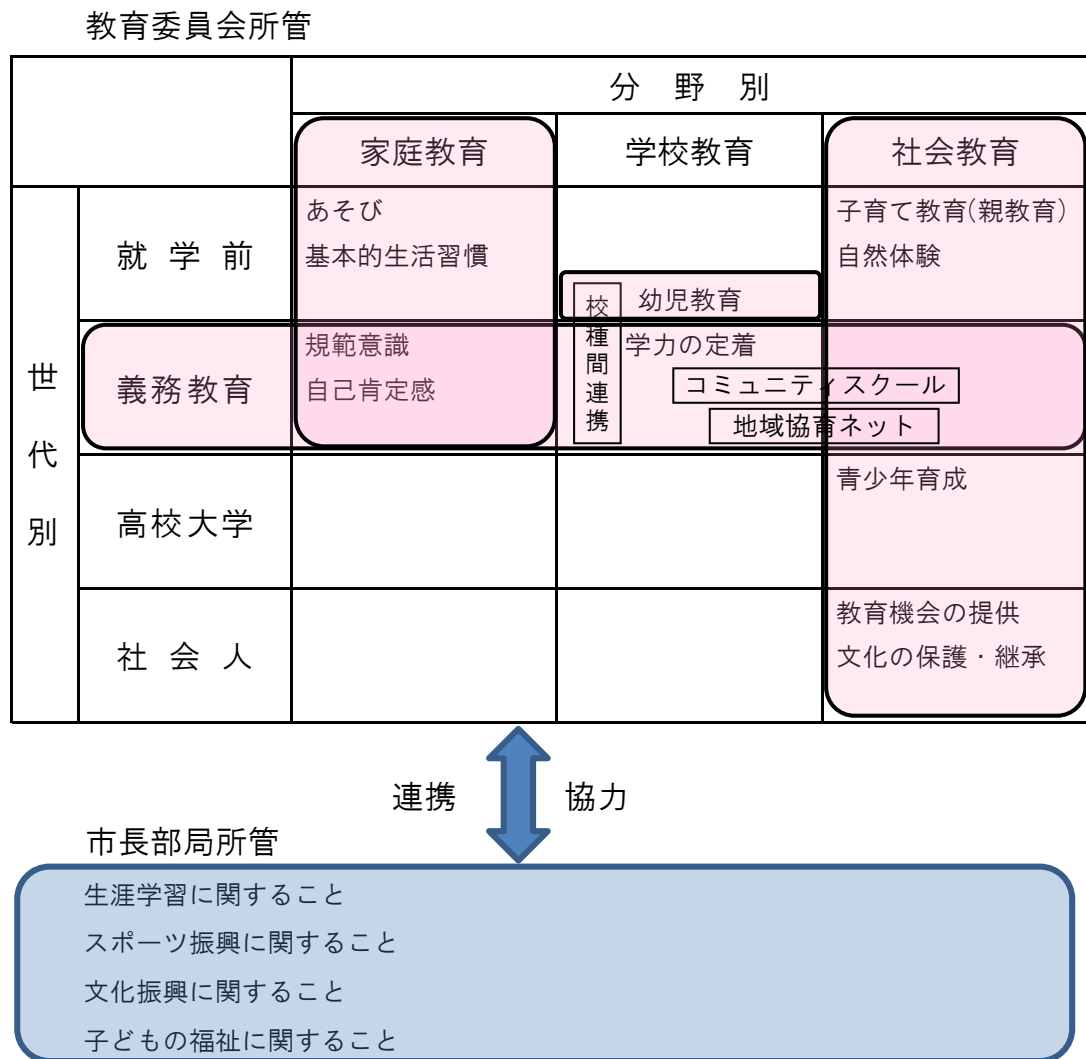 教育委員会所管
分野別
家庭教育
学校教育
社会教育
世代別
就学前
あそび
基本的生活習慣
幼児教育
子育て教育(親教育)
自然体験
校種間連携
義務教育
規範意識
自己肯定感
学力の定着
コミュニティスクール
地域協育ネット
高校大学
青少年育成
社会人
教育機会の提供
文化の保護・継承
連携
協力
市長部局所管
生涯学習に関すること
スポーツ振興に関すること
文化振興に関すること
子どもの福祉に関すること